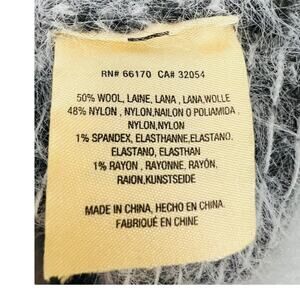 RN# 66170 CA# 32054
50% WOOL, LAINE, LANA , LANA,WOLLE
48% NYLON , NYLON,NAILON O POLIAMIDA ,
NYLON,NYLON
1% SPANDEX, ELASTHANNE,ELASTANO,
ELASTANO, ELASTHAN
1% RAYON , RAYONNE, RAYÓN,
RAION,KUNSTSEIDE
MADE IN CHINA, HECHO EN CHINA,
FABRIQUÉ EN CHINE